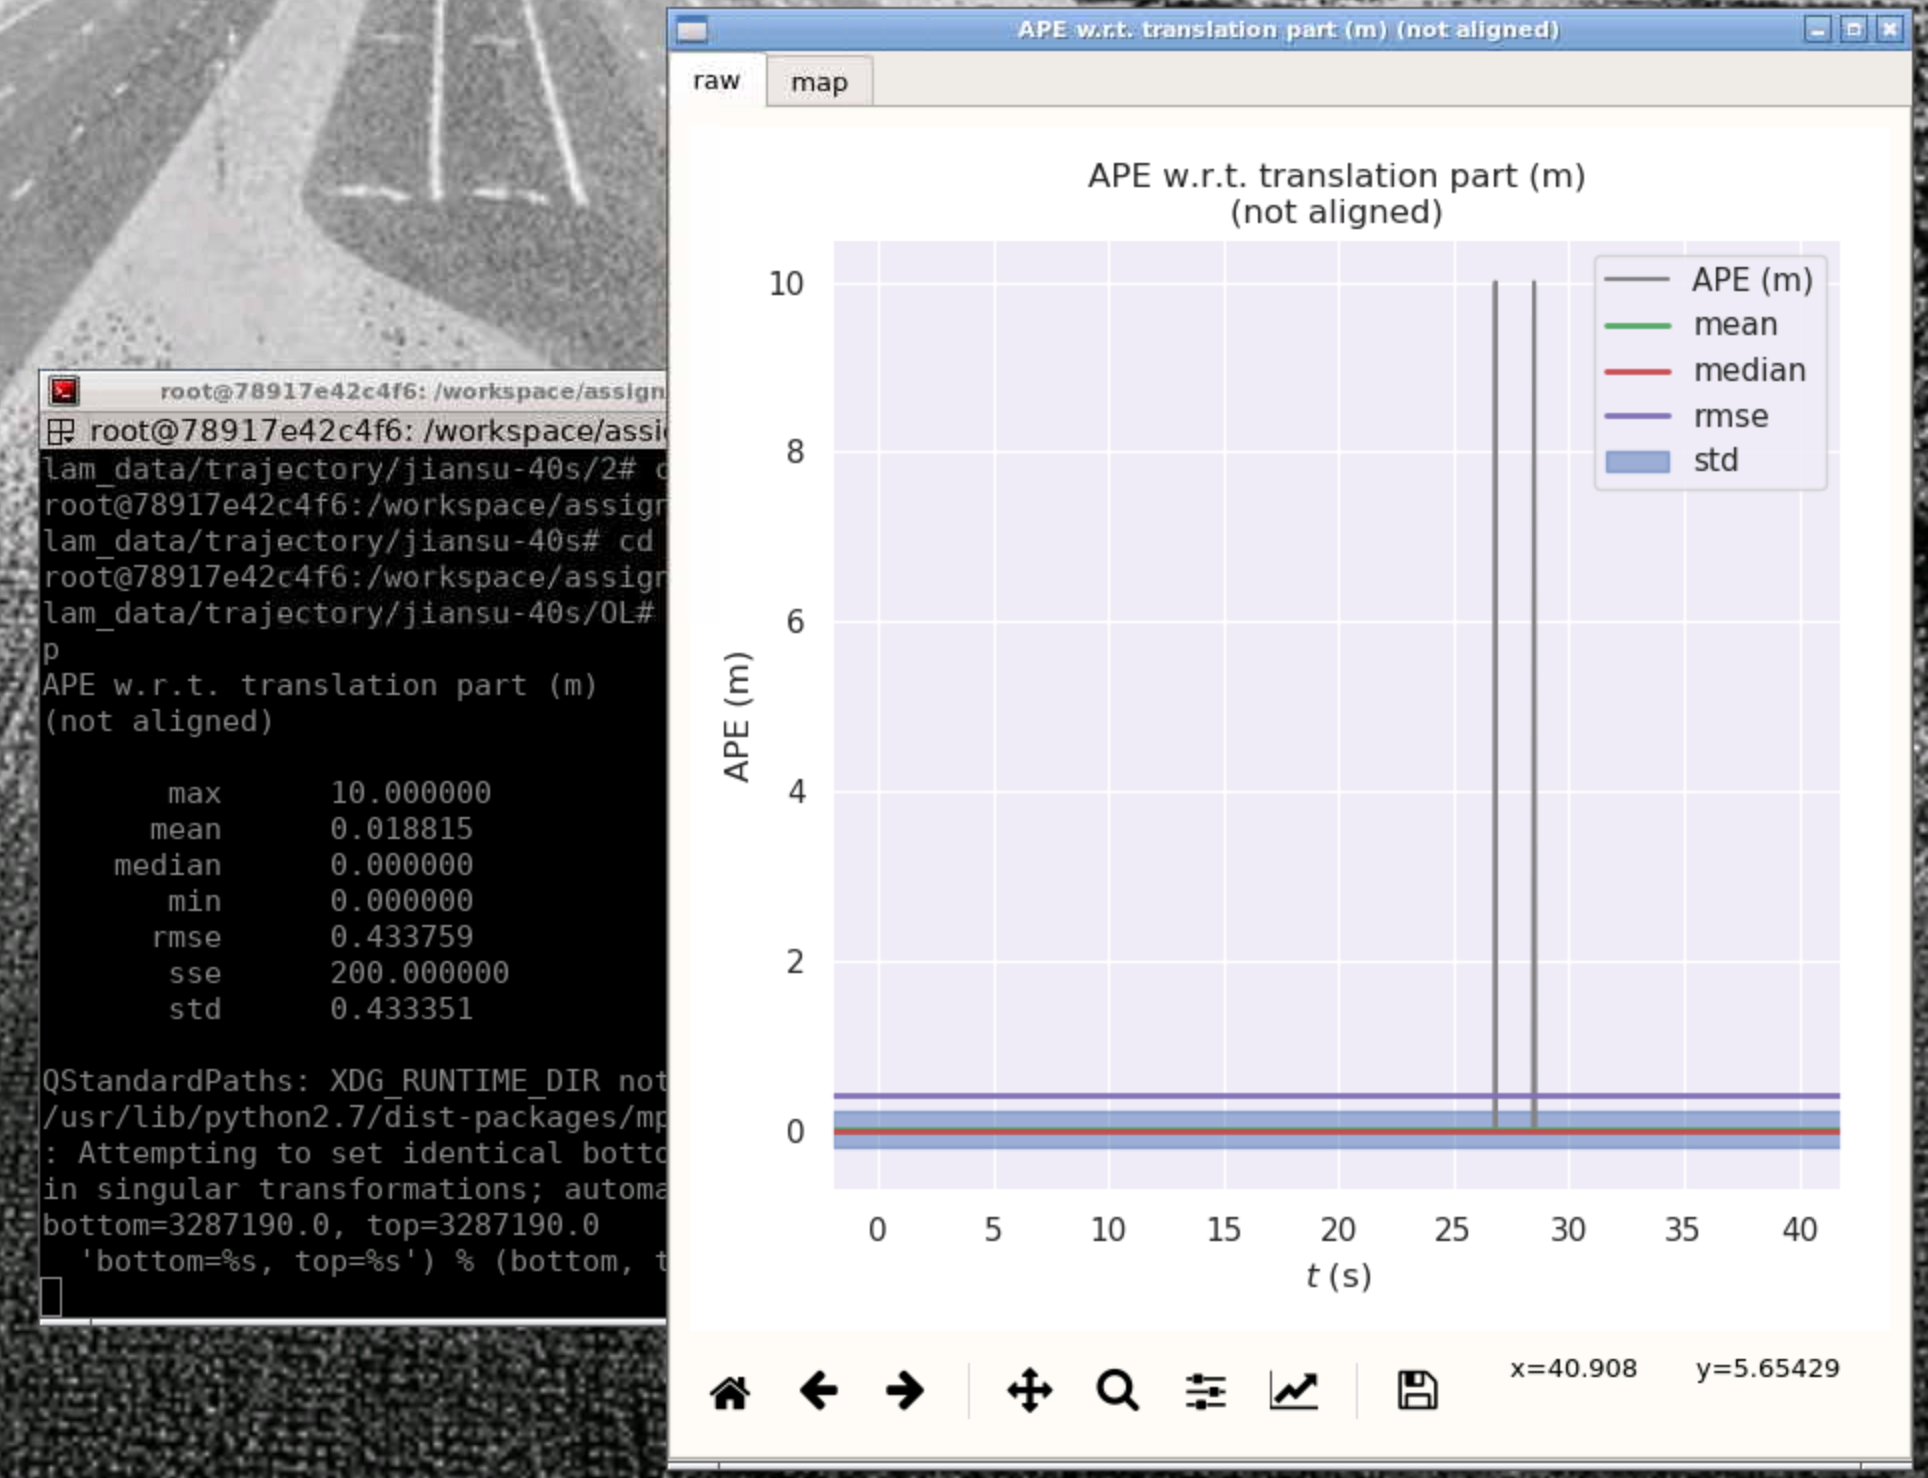 root@78917e42c4f6: /workspace/assign
root@78917e42c4f6: /workspace/assi
lam_data/trajectory/jiansu-40s/2#
root@78917e42c4f6:/workspace/assign
lam_data/trajectory/jiansu-40s# cd
root@78917e42c4f6:/workspace/assign
lam_data/trajectory/jiansu-40s/OL#
p
APE w.r.t. translation part (m)
(not aligned)
max 10.000000
mean 0.018815
median 0.000000
min 0.000000
rmse 0.433759
sse 200.000000
std 0.433351
QStandardPaths: XDG_RUNTIME_DIR not
/usr/lib/python2.7/dist-packages/mp
: Attempting to set identical botto
in singular transformations; automa
bottom=3287190.0, top=3287190.0
'bottom=%s, top=%s') % (bottom, t
APE w.r.t. translation part (m) (not aligned)
raw map
APE w.r.t. translation part (m)
(not aligned)
APE (m)
mean
median
rmse
std
10
8
6
4
2
0
APE (m)
0 5 10 15 20 25 30 35 40
t (s)
x=40.908 y=5.65429